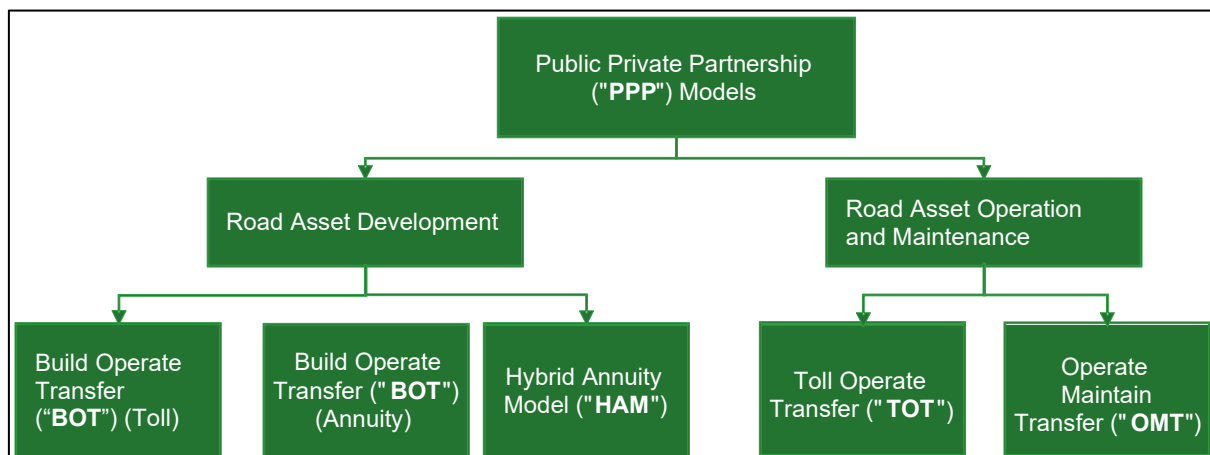 Public Private Partnership
("PPP") Models
Road Asset Development
Road Asset Operation
and Maintenance
Build Operate
Transfer
(“BOT”) (Toll)
Build Operate
Transfer ("BOT")
(Annuity)
Hybrid Annuity
Model ("HAM")
Toll Operate
Transfer ("TOT")
Operate
Maintain
Transfer ("OMT")